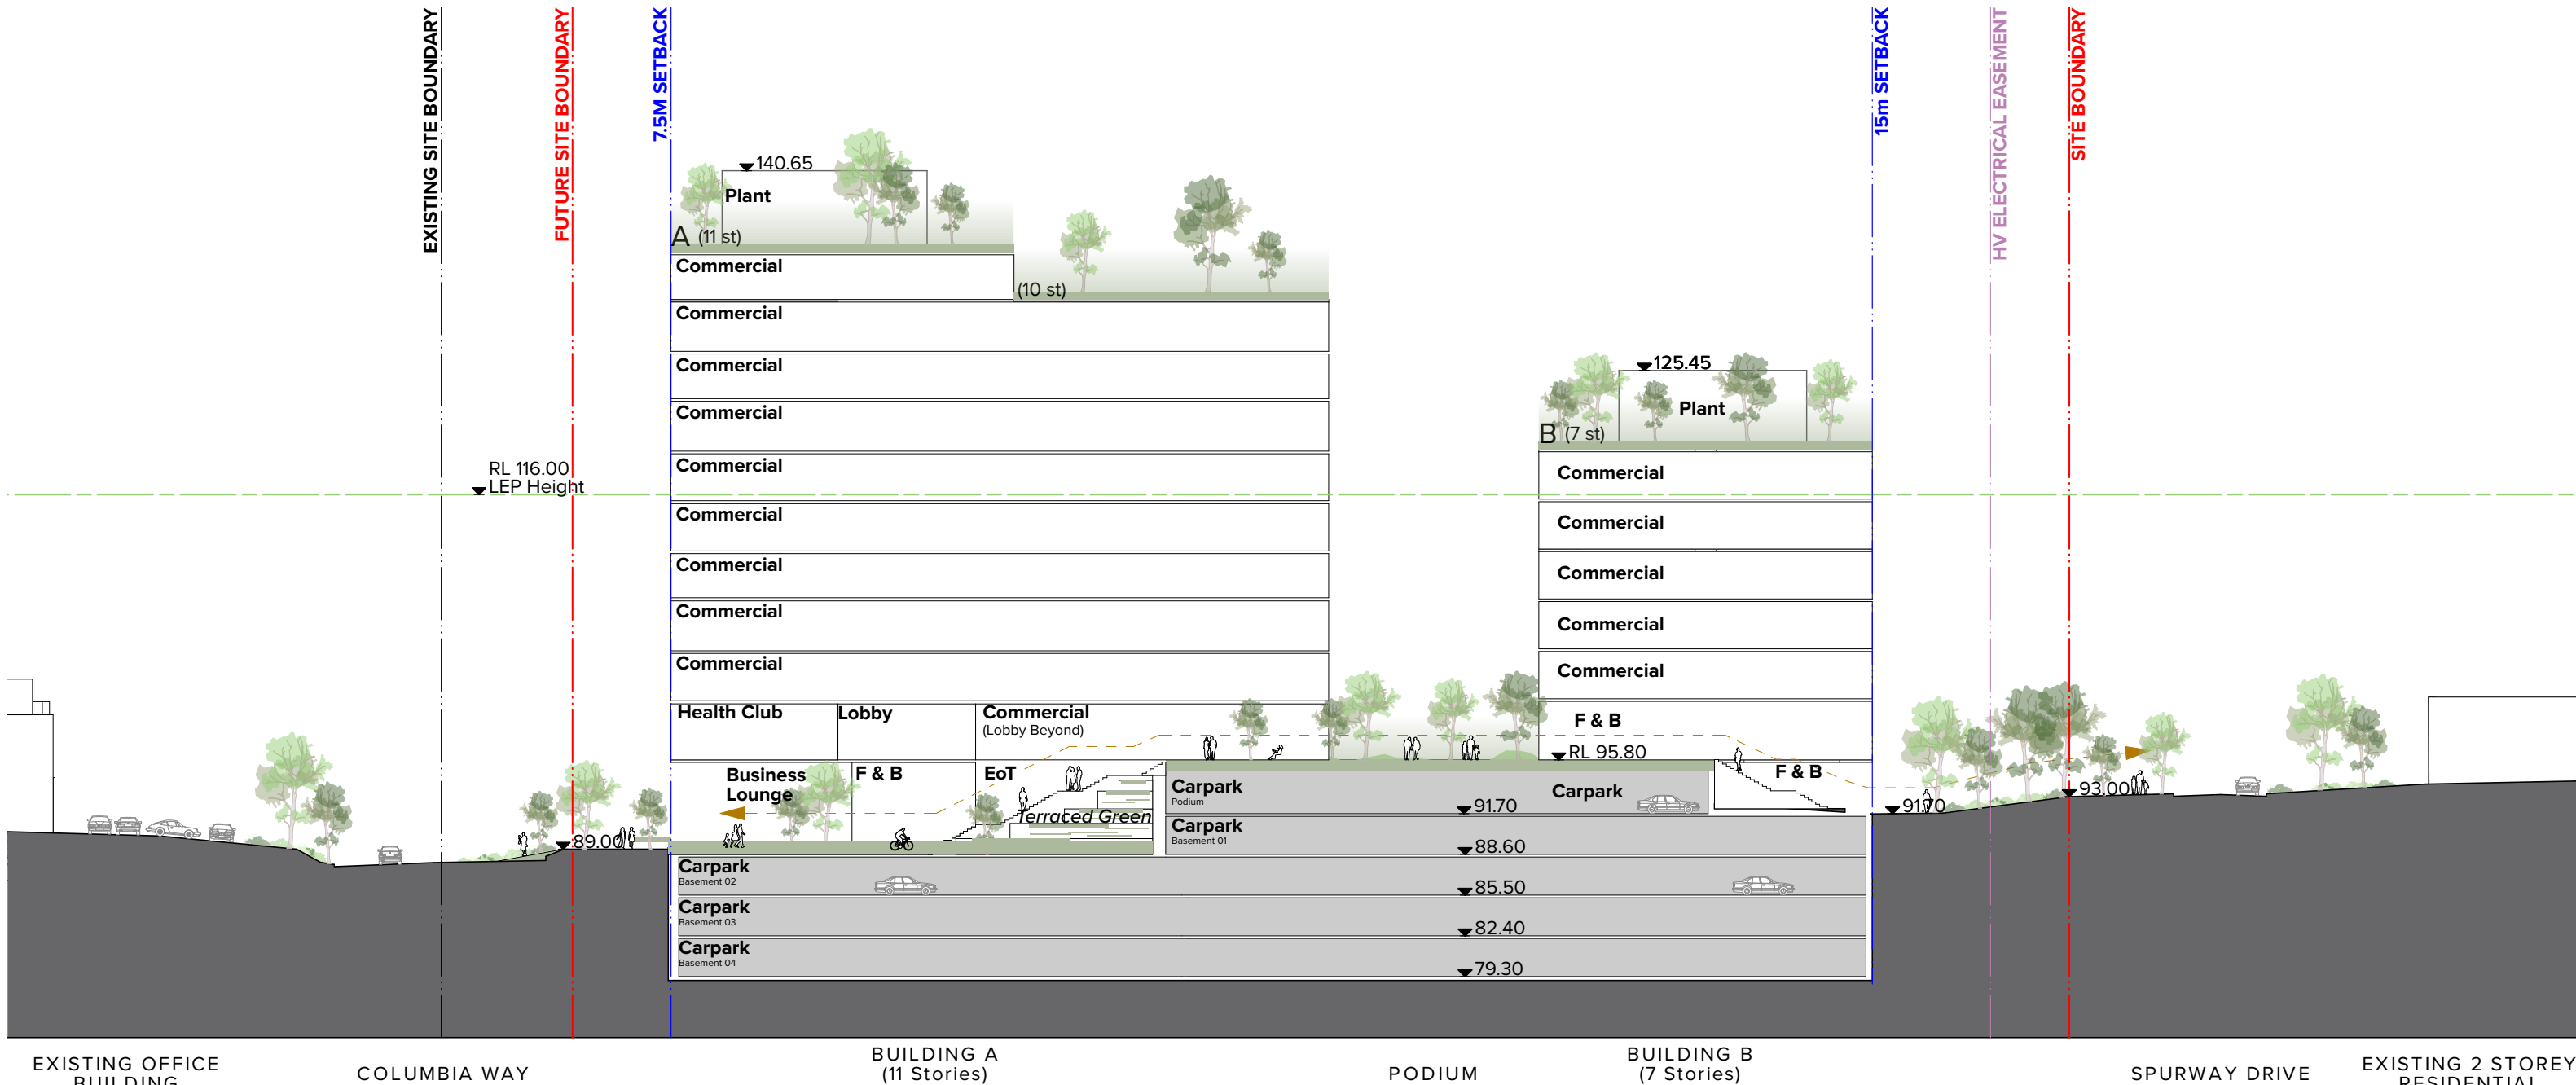 EXISTING SITE BOUNDARY
FUTURE SITE BOUNDARY
7.5M SETBACK
15m SETBACK
HV ELECTRICAL EASEMENT
SITE BOUNDARY
140.65
Plant
A (11 st)
Commercial
(10 st)
Commercial
Commercial
Commercial
Commercial
Commercial
Commercial
Commercial
Commercial
125.45
Plant
B (7 st)
Commercial
Commercial
Commercial
Commercial
Commercial
RL 116.00
LEP Height
Health Club
Lobby
Commercial
(Lobby Beyond)
F & B
RL 95.80
Business
Lounge
F & B
EoT
Terraced Green
Carpark
Podium
Carpark
91.70
F & B
91.70
93.00
89.00
Carpark
Basement 01
88.60
Carpark
Basement 02
85.50
Carpark
Basement 03
82.40
Carpark
Basement 04
79.30
EXISTING OFFICE
BUILDING
COLUMBIA WAY
BUILDING A
(11 Stories)
PODIUM
BUILDING B
(7 Stories)
SPURWAY DRIVE
EXISTING 2 STOREY
RESIDENTIAL